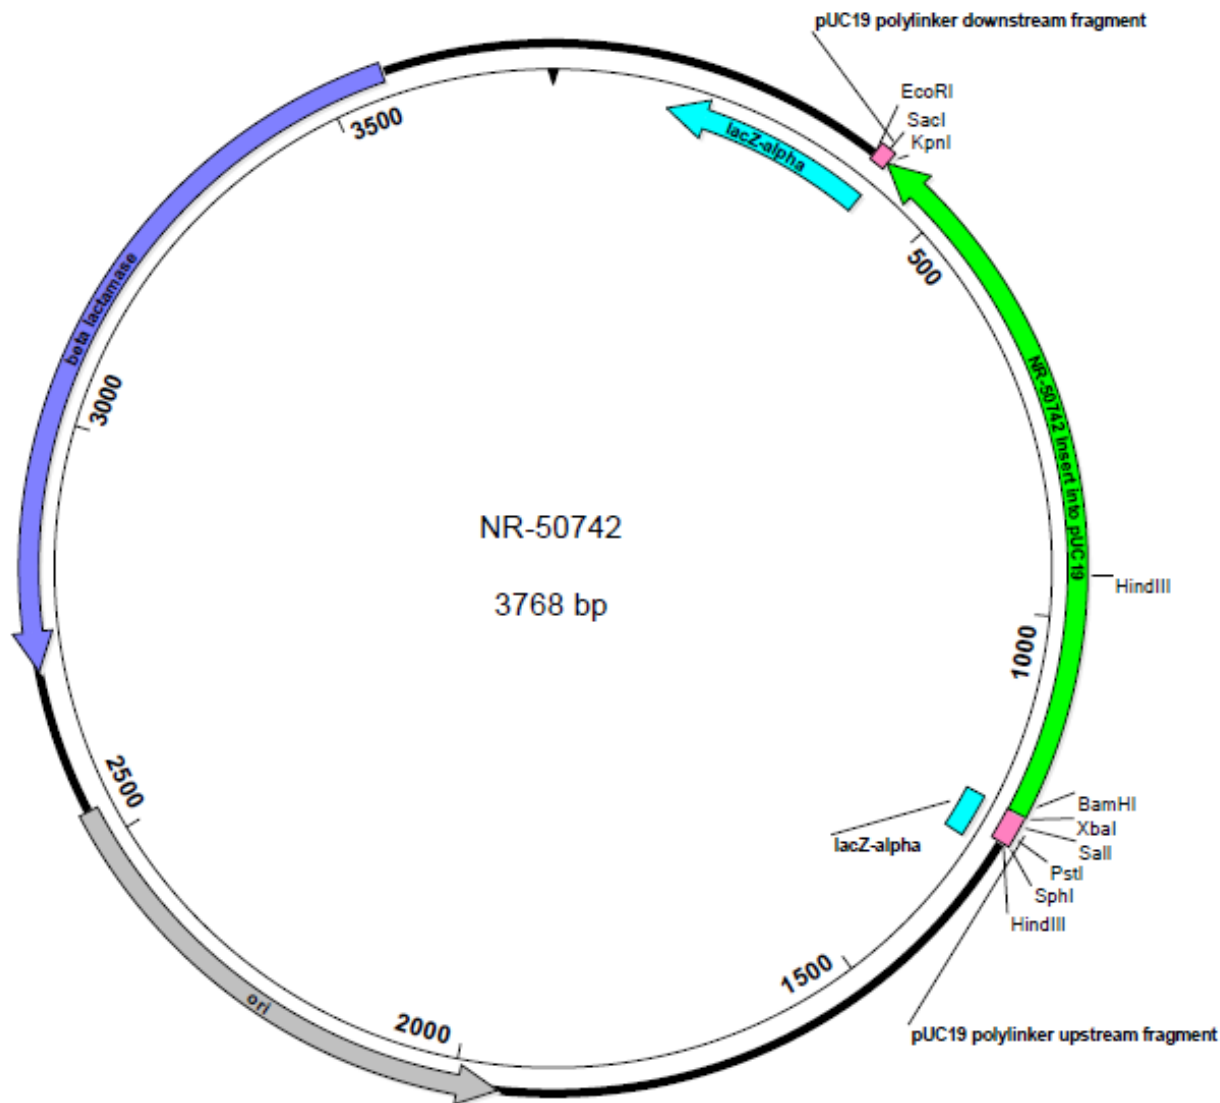 pUC19 polylinker downstream fragment
EcoRI
SacI
KpnI
3500
lacZ-alpha
500
beta lactamase
3000
NR-50742 Insert into pUC19
NR-50742
3768 bp
HindIII
1000
2500
lacZ-alpha
BamHI
XbaI
SalI
PstI
SphI
HindIII
1500
ori
2000
pUC19 polylinker upstream fragment